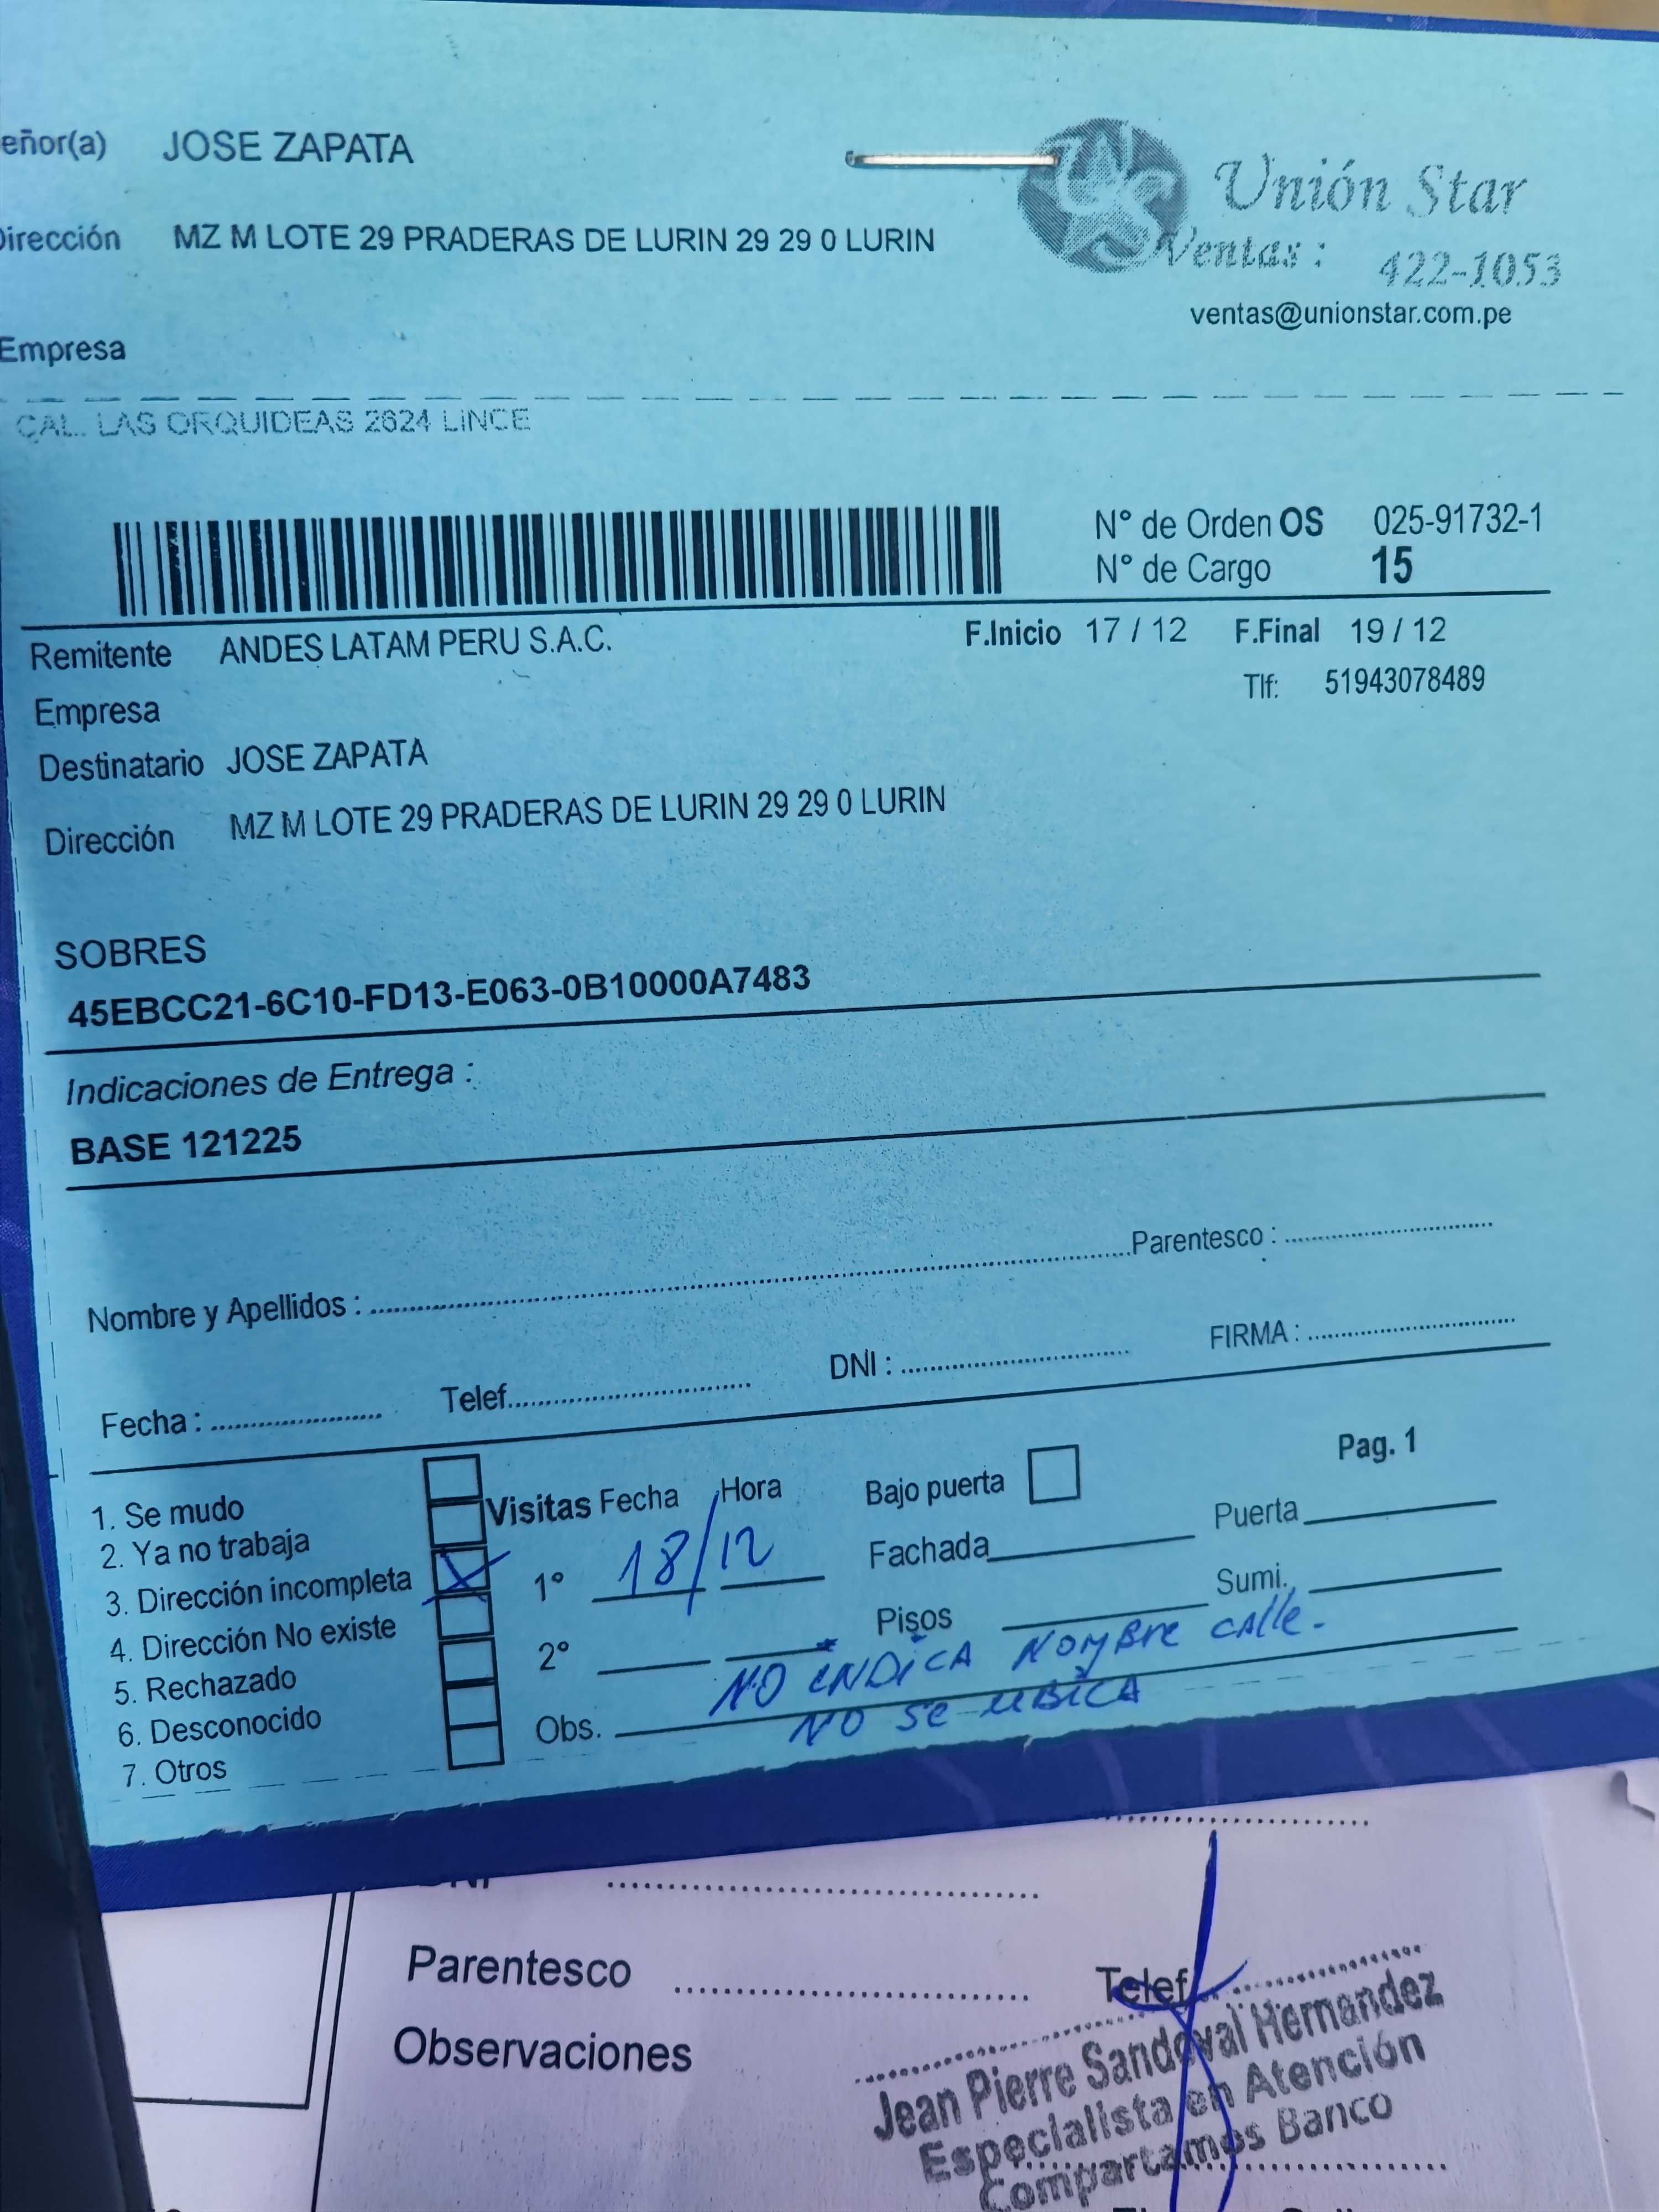 eñor(a) JOSE ZAPATA
Dirección MZ M LOTE 29 PRADERAS DE LURIN 29 29 0 LURIN
Unión Star
Ventas : 422-1053
ventas@unionstar.com.pe
Empresa
CAL. LAS ORQUIDEAS 2624 LINCE
N° de Orden OS 025-91732-1
N° de Cargo 15
Remitente ANDES LATAM PERU S.A.C. F.Inicio 17 / 12 F.Final 19 / 12
Tlf: 51943078489
Empresa
Destinatario JOSE ZAPATA
Dirección MZ M LOTE 29 PRADERAS DE LURIN 29 29 0 LURIN
SOBRES
45EBCC21-6C10-FD13-E063-0B10000A7483
Indicaciones de Entrega :
BASE 121225
Nombre y Apellidos : Parentesco :
Fecha : Telef. DNI : FIRMA :
Pag. 1
1. Se mudo Visitas Fecha Hora Bajo puerta
2. Ya no trabaja Fachada Puerta
3. Dirección incompleta 1° 18/12
4. Dirección No existe Pisos Sumi.
5. Rechazado 2° NO INDICA NOMBRE CALLE.
6. Desconocido Obs. NO SE UBICA
7. Otros
Parentesco Telef
Observaciones
Jean Pierre Sandoval Hernandez
Especialista en Atención
Compartamos Banco